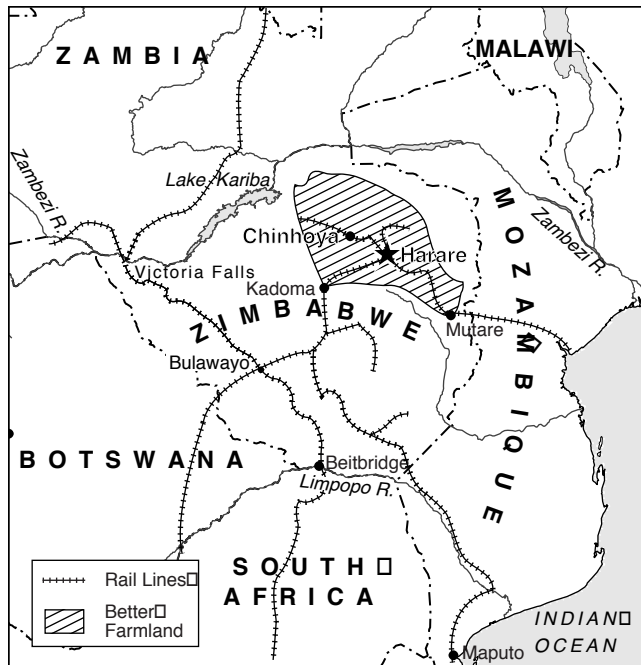 ZAMBIA
MALAWI
Zambezi R.
Lake Kariba
MOZAMBIQUE
Zambezi R.
Chinhoya
Harare
Victoria Falls
Kadoma
ZIMBABWE
Mutare
Bulawayo
BOTSWANA
Beitbridge
Limpopo R.
SOUTH
AFRICA
Rail Lines
Better
Farmland
INDIAN
OCEAN
Maputo